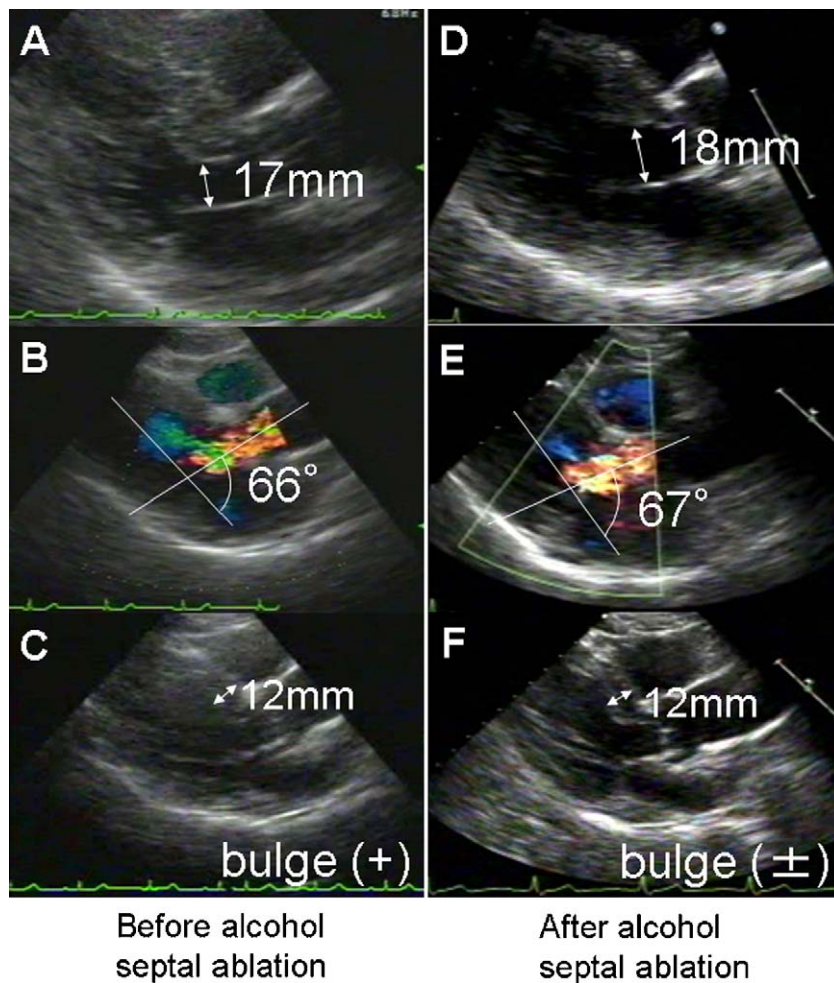 A
17mm
D
18mm
B
66°
E
67°
C
12mm
bulge (+)
F
12mm
bulge (±)
Before alcohol
septal ablation
After alcohol
septal ablation